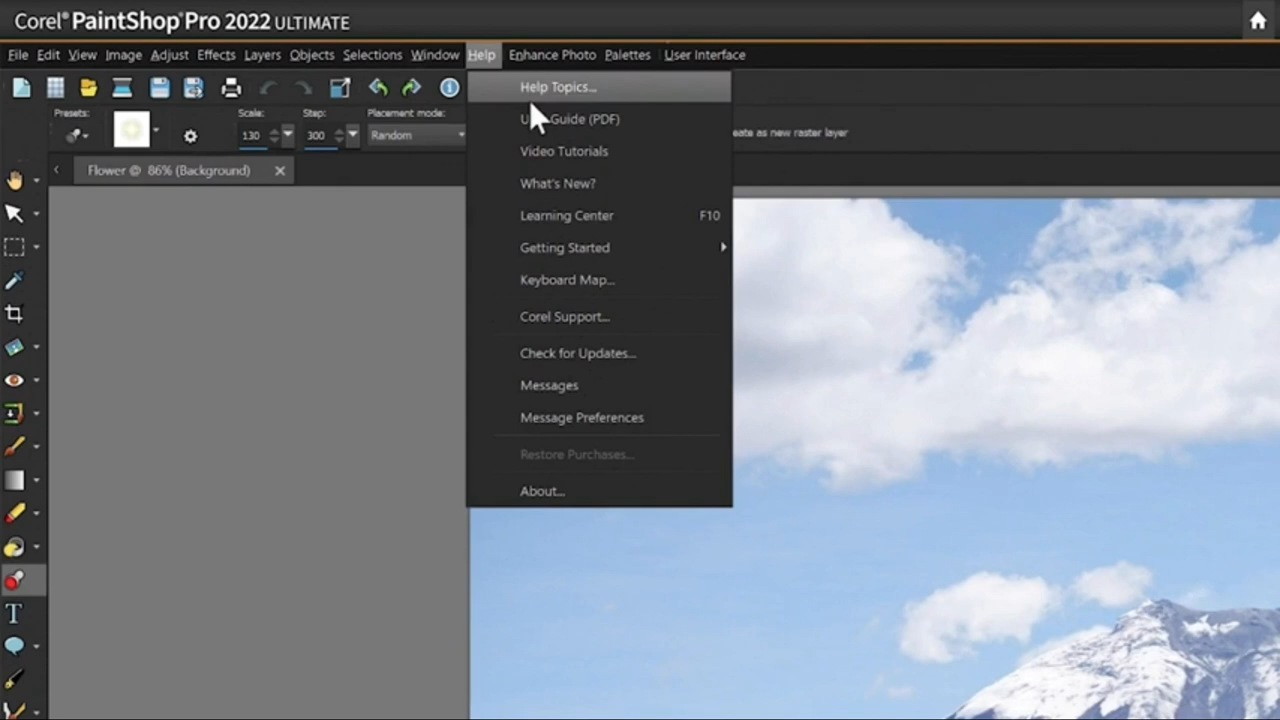 Corel® PaintShop® Pro 2022 ULTIMATE
File Edit View Image Adjust Effects Layers Objects Selections Window Help Enhance Photo Palettes User Interface
Presets: Scale: Step: Placement mode:
130 300 Random
eate as new raster layer
Flower @ 86% (Background)
Help Topics...
Guide (PDF)
Video Tutorials
What's New?
Learning Center F10
Getting Started
Keyboard Map...
Corel Support...
Check for Updates...
Messages
Message Preferences
Restore Purchases...
About...